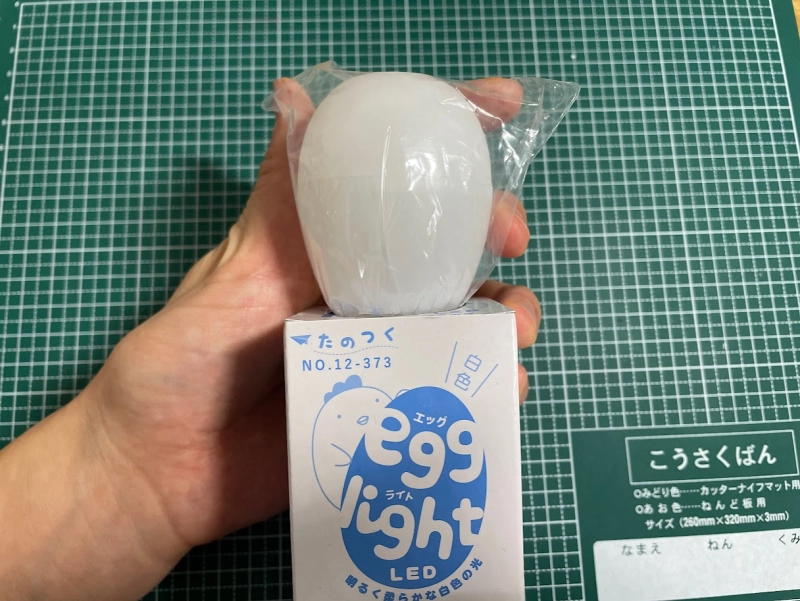 たのつく
NO.12-373
白色
エッグ
egg
ライト
light
LED
明るく柔らかな白色の光
こうさくばん
○みどり色……カッターナイフマット用
○あ お 色……ね ん ど 板 用
サイズ(260mm×320mm×3mm)
なまえ ねん くみ